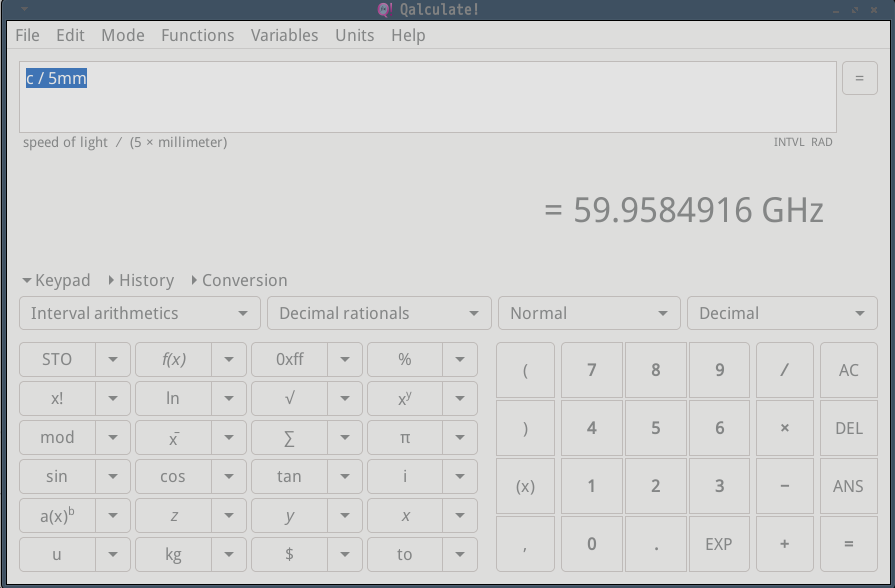 Qalculate!
File Edit Mode Functions Variables Units Help
c / 5mm
=
speed of light / (5 × millimeter)
INTVL RAD
= 59.9584916 GHz
Keypad History Conversion
Interval arithmetics Decimal rationals Normal Decimal
STO f(x) 0xff % ( 7 8 9 / AC
x! ln √ xʸ ) 4 5 6 × DEL
mod x̄ ∑ π (x) 1 2 3 − ANS
sin cos tan i , 0 . EXP + =
a(x)ᵇ z y x
u kg $ to